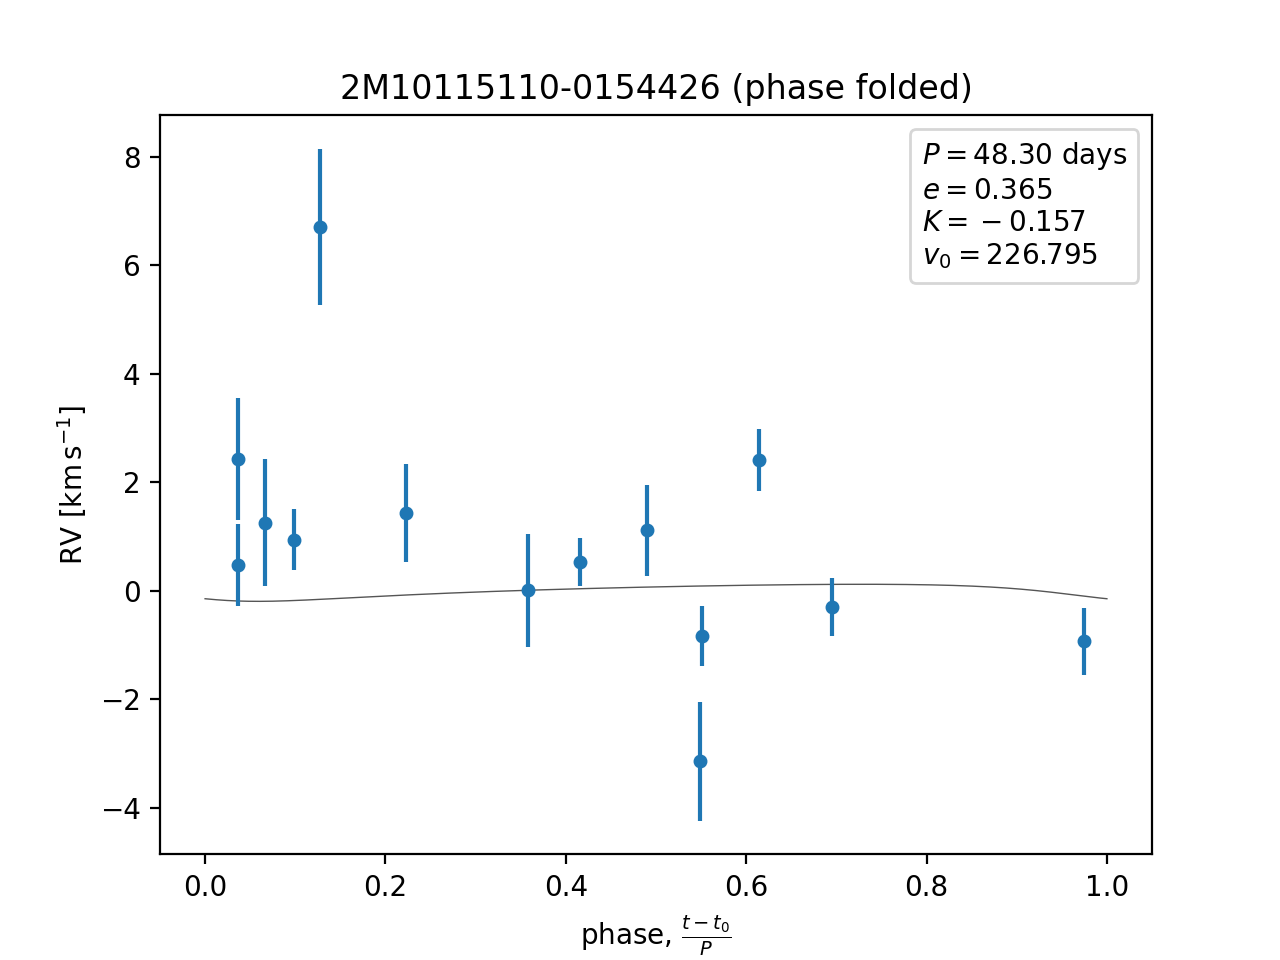 2M10115110-0154426 (phase folded)
P = 48.30 days
e = 0.365
K = −0.157
v₀ = 226.795
RV [km s⁻¹]
8
6
4
2
0
−2
−4
0.0 0.2 0.4 0.6 0.8 1.0
phase, (t − t₀)/P